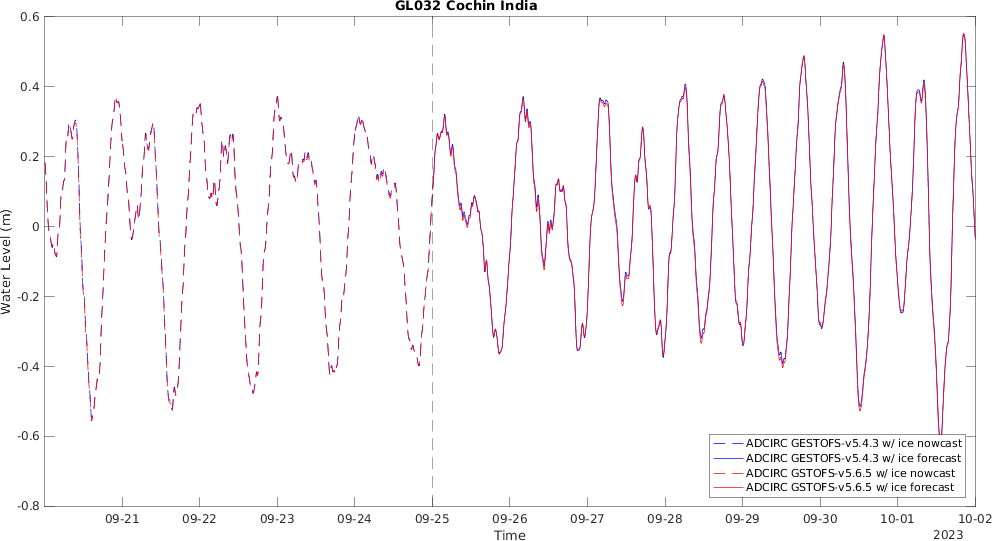 GL032 Cochin India
0.6
0.4
0.2
0
-0.2
-0.4
-0.6
-0.8
Water Level (m)
ADCIRC GESTOFS-v5.4.3 w/ ice nowcast
ADCIRC GESTOFS-v5.4.3 w/ ice forecast
ADCIRC GSTOFS-v5.6.5 w/ ice nowcast
ADCIRC GSTOFS-v5.6.5 w/ ice forecast
09-21 09-22 09-23 09-24 09-25 09-26 09-27 09-28 09-29 09-30 10-01 10-02
Time
2023